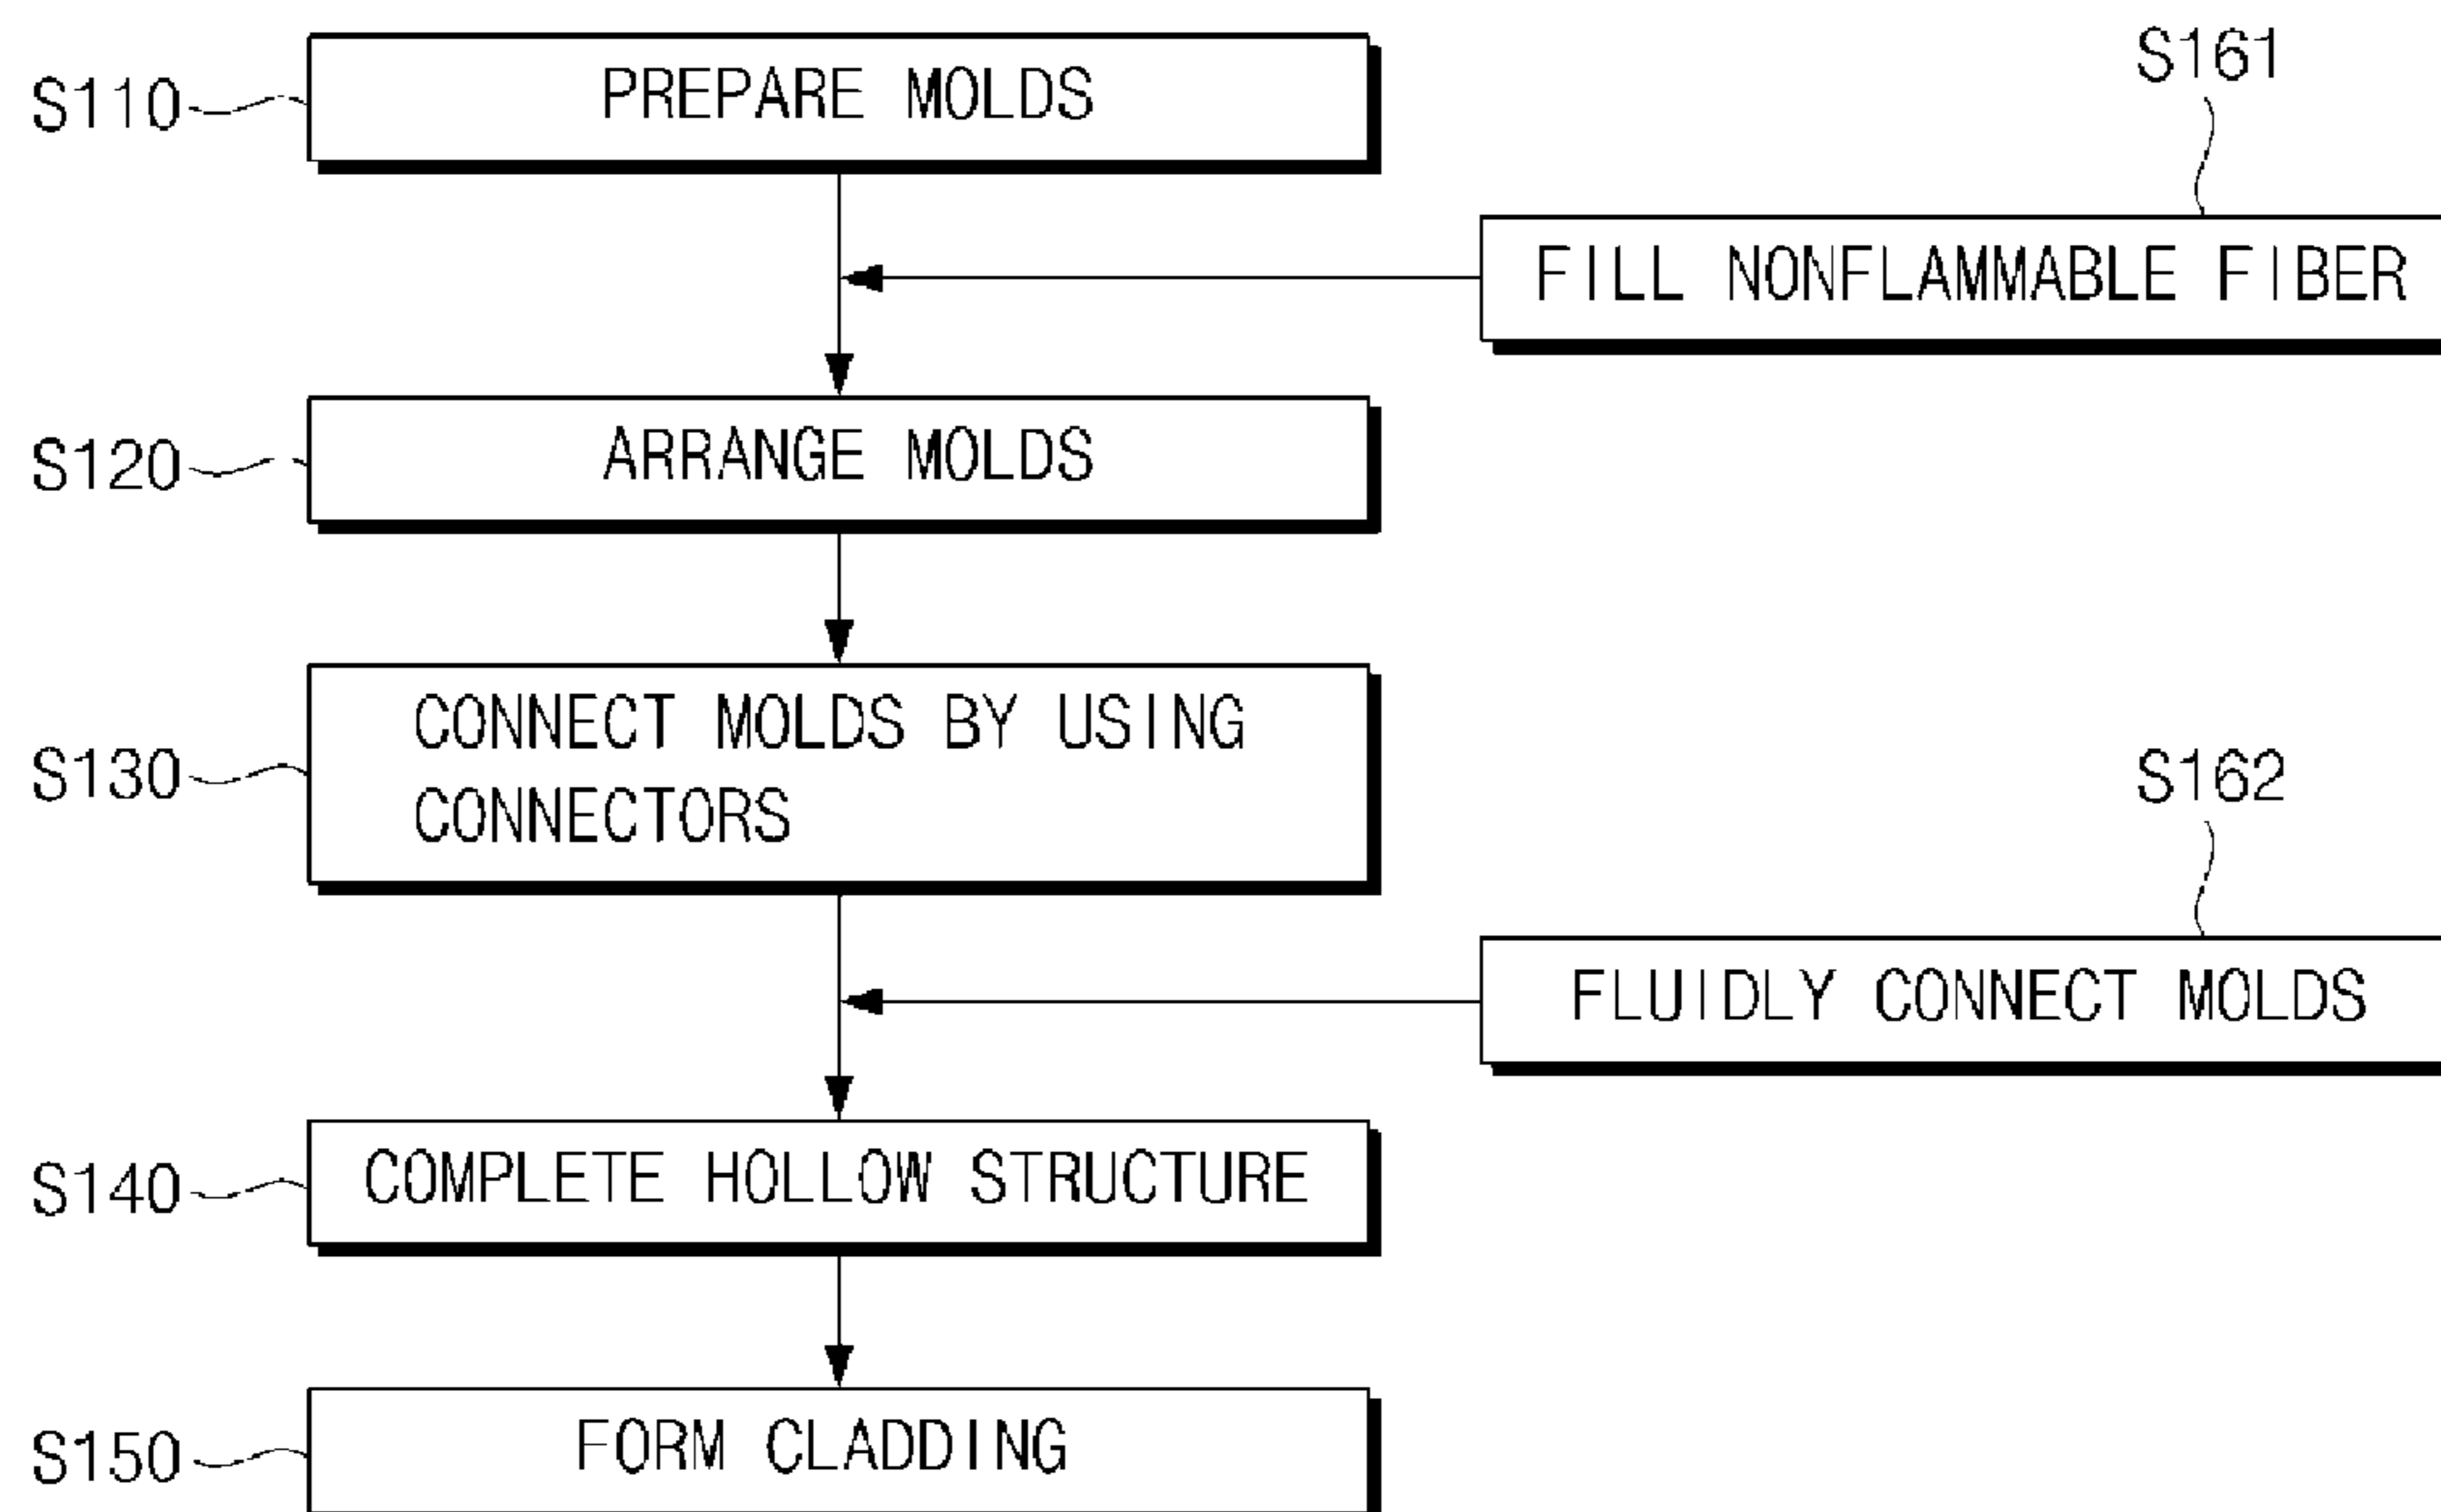 S110
PREPARE MOLDS
S161
FILL NONFLAMMABLE FIBER
S120
ARRANGE MOLDS
S130
CONNECT MOLDS BY USING
CONNECTORS
S162
FLUIDLY CONNECT MOLDS
S140
COMPLETE HOLLOW STRUCTURE
S150
FORM CLADDING